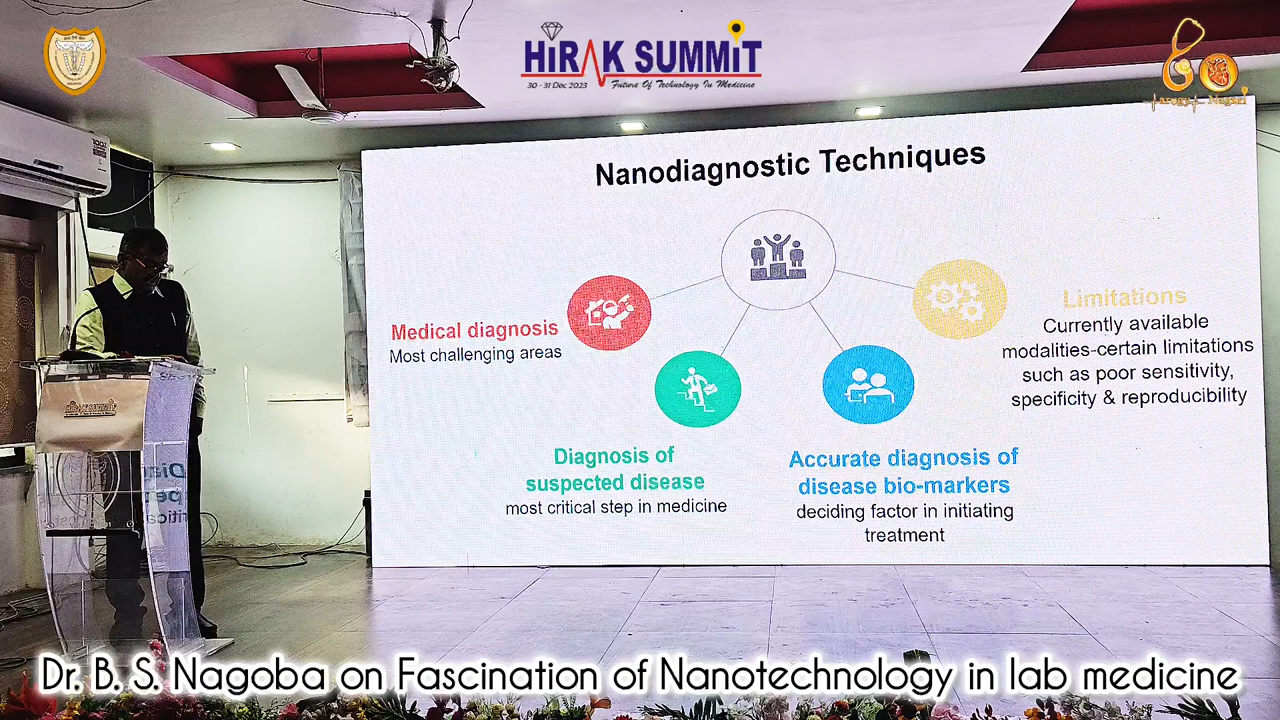 HiRAK SUMMiT
30 - 31 Dec 2023 Future Of Technology In Medicine
60
Nanodiagnostic Techniques
Medical diagnosis
Most challenging areas
Diagnosis of
suspected disease
most critical step in medicine
Accurate diagnosis of
disease bio-markers
deciding factor in initiating
treatment
Limitations
Currently available
modalities-certain limitations
such as poor sensitivity,
specificity & reproducibility
HiRAK SUMMiT
Dr. B. S. Nagoba on Fascination of Nanotechnology in lab medicine